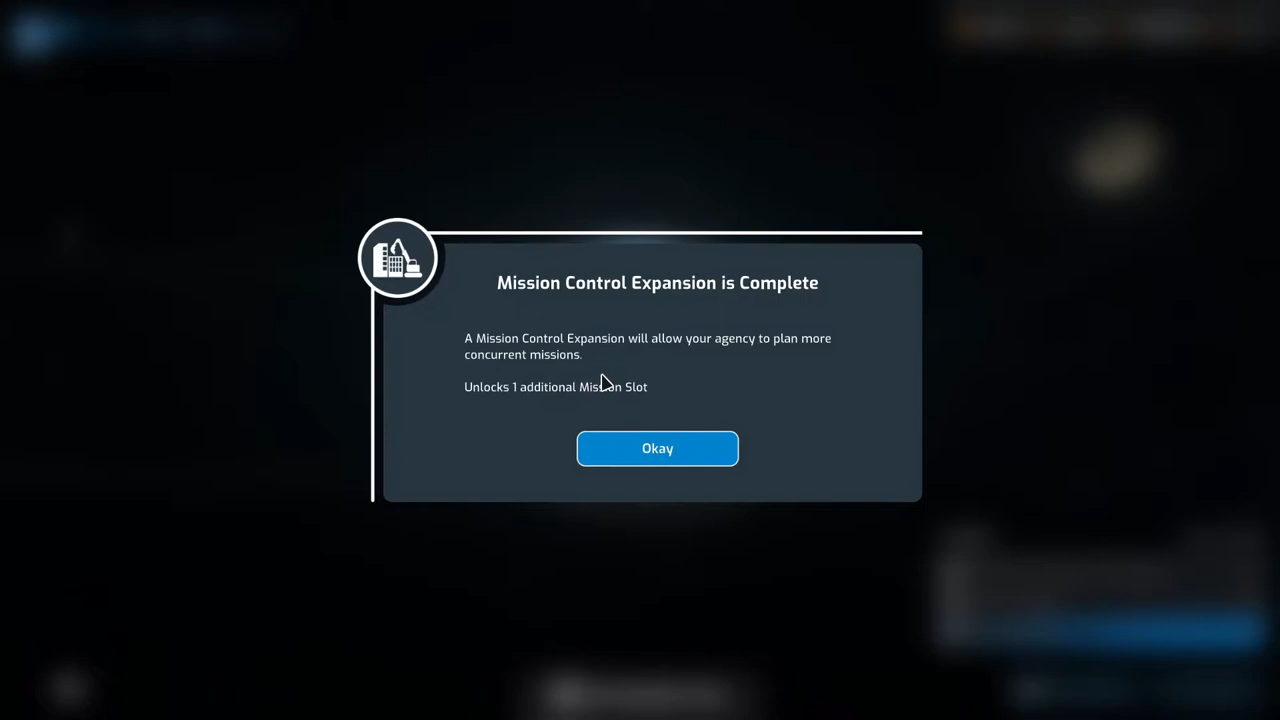 Mission Control Expansion is Complete
A Mission Control Expansion will allow your agency to plan more
concurrent missions.
Unlocks 1 additional Mission Slot
Okay